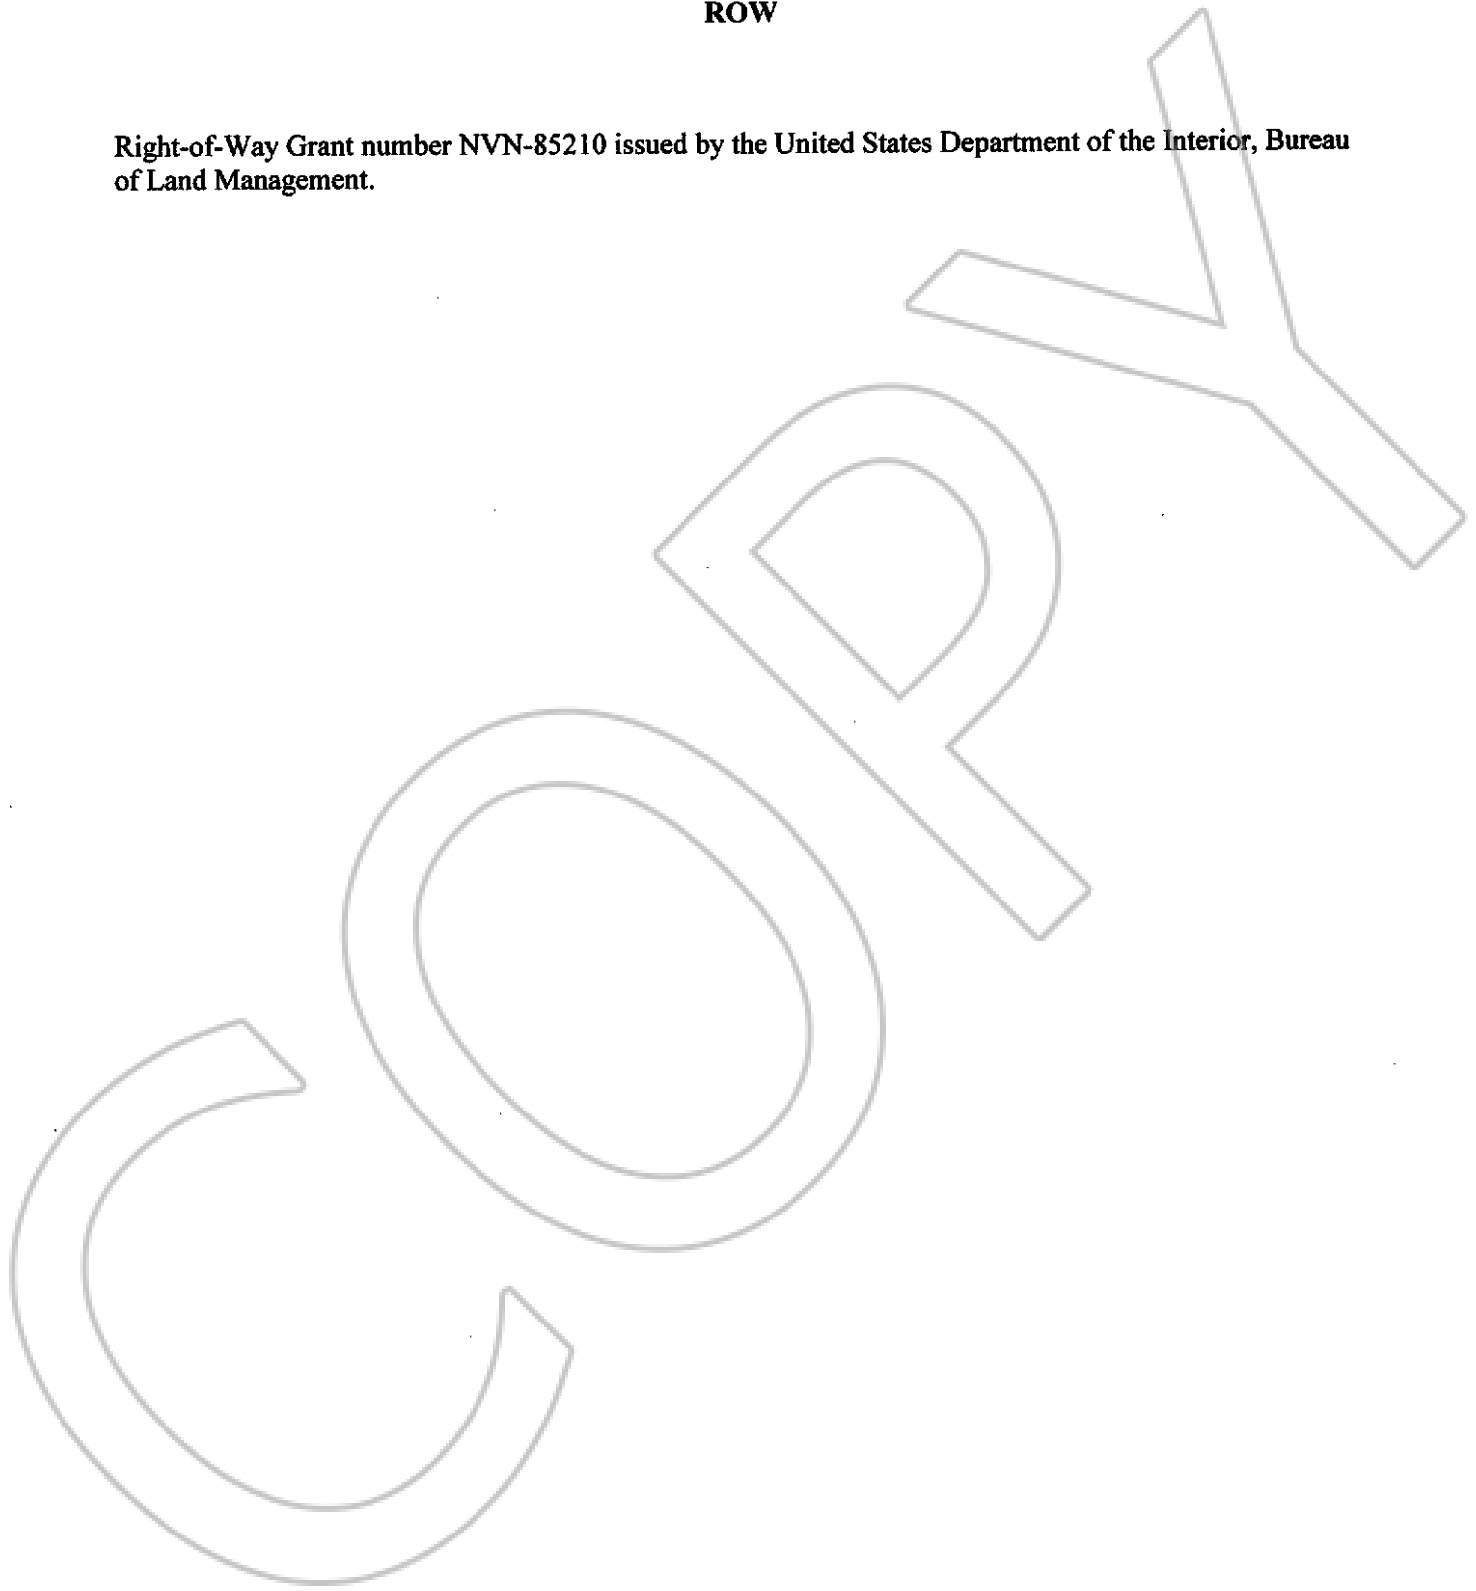 ROW
Right-of-Way Grant number NVN-85210 issued by the United States Department of the Interior, Bureau
of Land Management.
COPY